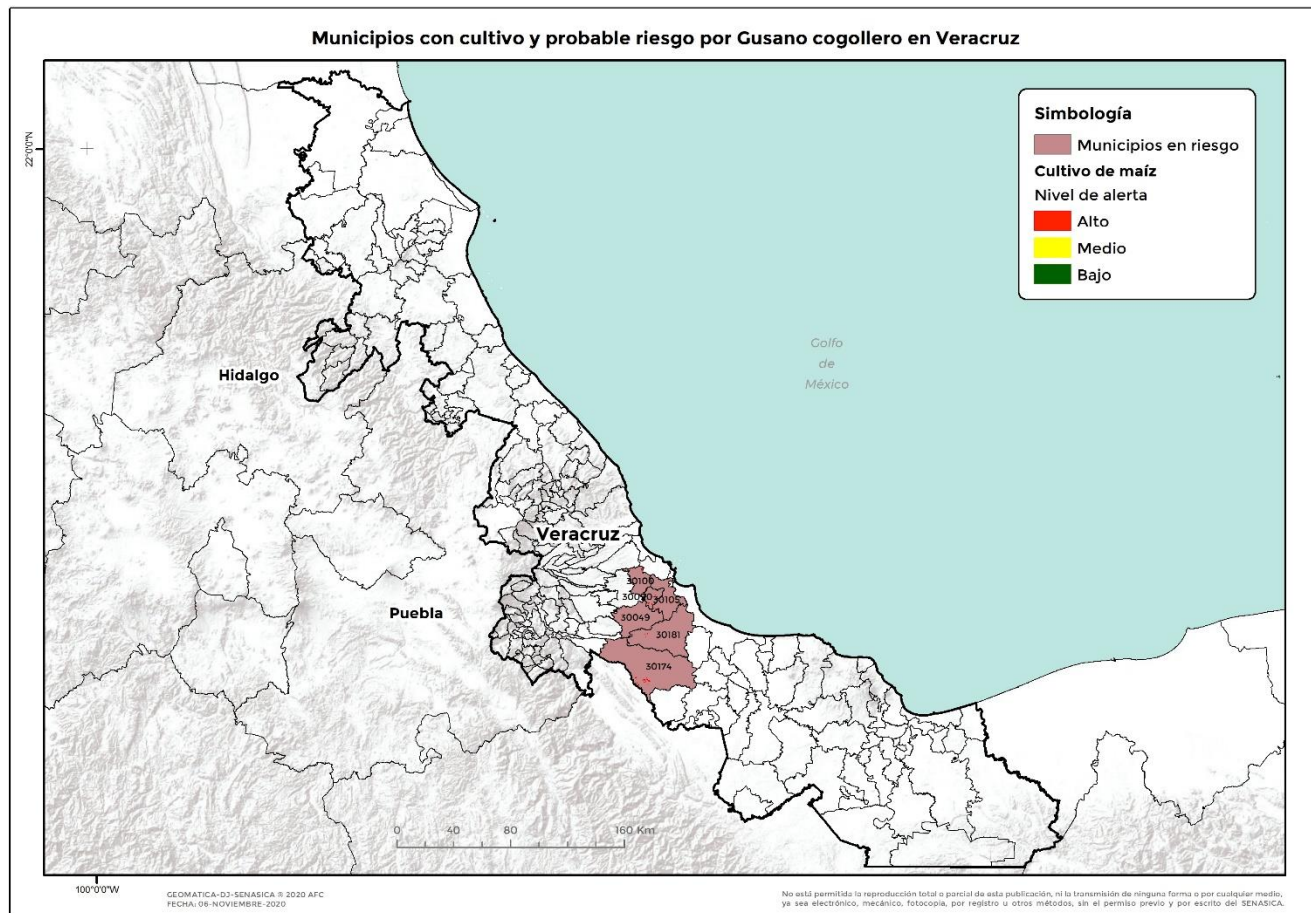 Municipios con cultivo y probable riesgo por Gusano cogollero en Veracruz
Simbología
Municipios en riesgo
Cultivo de maíz
Nivel de alerta
Alto
Medio
Bajo
22°0'0"N
Golfo
de
México
Hidalgo
Veracruz
Puebla
30100
30090
30105
30049
30181
30174
0 40 80 160 Km
100°0'0"W
GEOMATICA-DJ-SENASICA © 2020 AFC
FECHA: 06-NOVIEMBRE-2020
No está permitida la reproducción total o parcial de esta publicación, ni la transmisión de ninguna forma o por cualquier medio,
ya sea electrónico, mecánico, fotocopia, por registro u otros métodos, sin el permiso previo y por escrito del SENASICA.